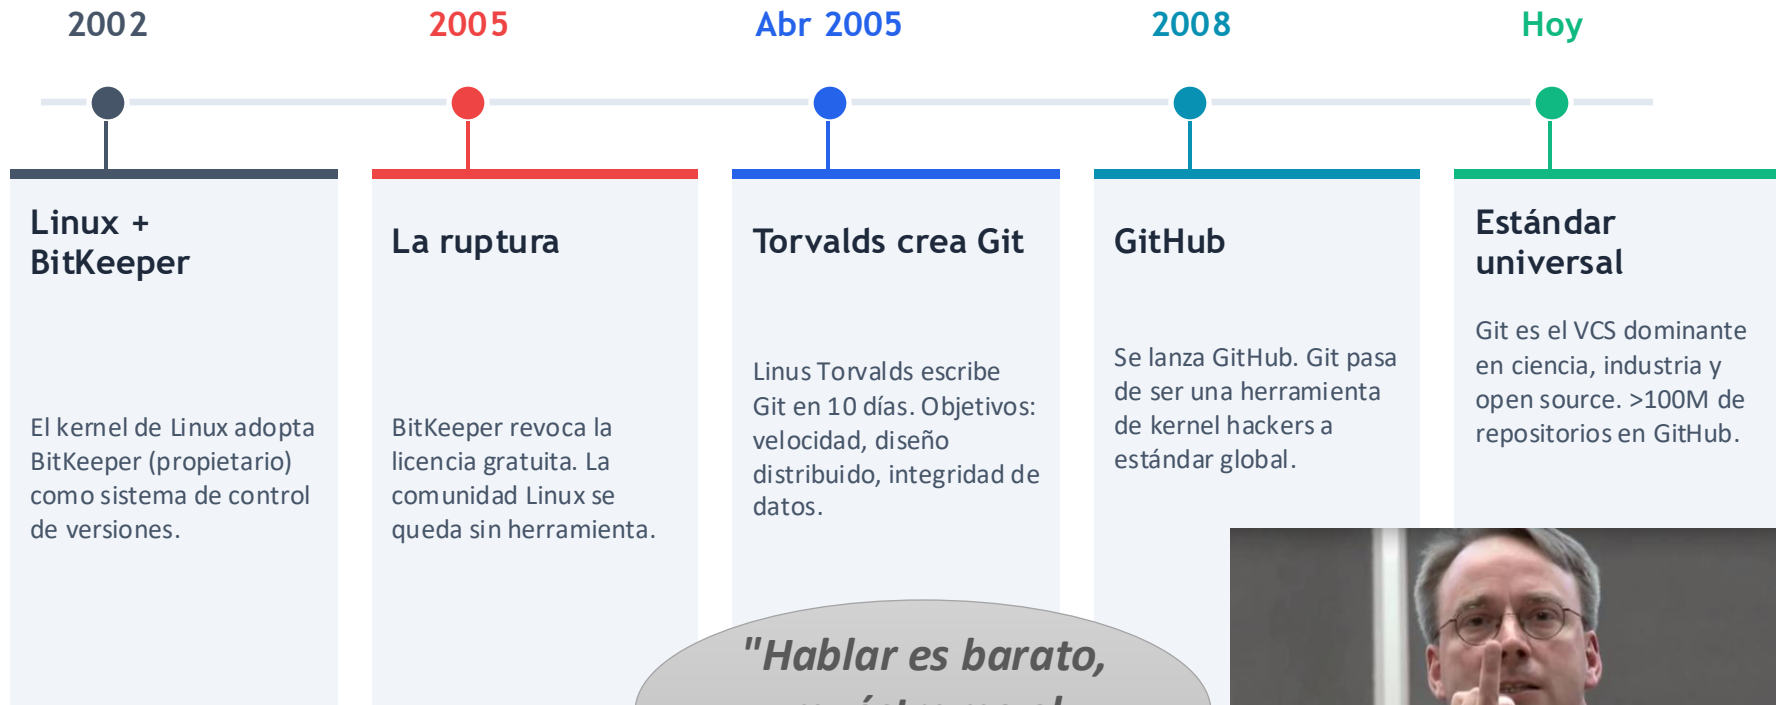 2002
2005
Abr 2005
2008
Hoy
Linux +
BitKeeper
El kernel de Linux adopta
BitKeeper (propietario)
como sistema de control
de versiones.
La ruptura
BitKeeper revoca la
licencia gratuita. La
comunidad Linux se
queda sin herramienta.
Torvalds crea Git
Linus Torvalds escribe
Git en 10 días. Objetivos:
velocidad, diseño
distribuido, integridad de
datos.
GitHub
Se lanza GitHub. Git pasa
de ser una herramienta
de kernel hackers a
estándar global.
Estándar
universal
Git es el VCS dominante
en ciencia, industria y
open source. >100M de
repositorios en GitHub.
"Hablar es barato,